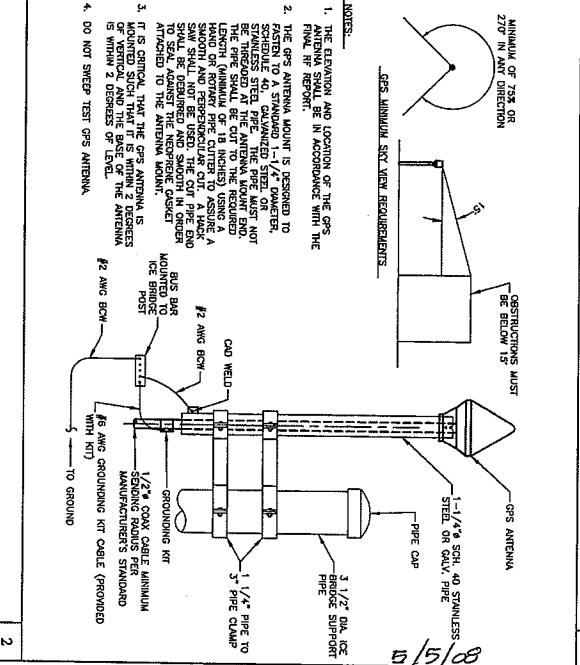 MINIMUM OF 75% OR
270° IN ANY DIRECTION
15°
OBSTRUCTIONS MUST
BE BELOW 15°
GPS MINIMUM SKY VIEW REQUIREMENTS
NOTES:
1. THE ELEVATION AND LOCATION OF THE GPS
ANTENNA SHALL BE IN ACCORDANCE WITH THE
FINAL RF REPORT.
2. THE GPS ANTENNA MOUNT IS DESIGNED TO
FASTEN TO A STANDARD 1-1/4" DIAMETER,
SCHEDULE 40, GALVANIZED STEEL OR
STAINLESS STEEL PIPE. THE PIPE MUST NOT
BE THREADED AT THE ANTENNA MOUNT END.
THE PIPE SHALL BE CUT TO THE REQUIRED
LENGTH (MINIMUM OF 18 INCHES) USING A
HAND OR ROTARY PIPE CUTTER TO ASSURE A
SMOOTH AND PERPENDICULAR CUT. A HACK
SAW SHALL NOT BE USED. THE CUT PIPE END
SHALL BE DEBURRED AND SMOOTH IN ORDER
TO SEAL AGAINST THE NEOPRENE GASKET
ATTACHED TO THE ANTENNA MOUNT.
3. IT IS CRITICAL THAT THE GPS ANTENNA IS
MOUNTED SUCH THAT IT IS WITHIN 2 DEGREES
OF VERTICAL AND THE BASE OF THE ANTENNA
IS WITHIN 2 DEGREES OF LEVEL.
4. DO NOT SWEEP TEST GPS ANTENNA.
GPS ANTENNA
1-1/4"ø SCH. 40 STAINLESS
STEEL OR GALV. PIPE
PIPE CAP
3 1/2" DIA. ICE
BRIDGE SUPPORT
PIPE
1 1/4" PIPE TO
3" PIPE CLAMP
CAD WELD
#2 AWG BCW
BUS BAR
MOUNTED TO
ICE BRIDGE
POST
#2 AWG BCW
GROUNDING KIT
1/2"ø COAX CABLE MINIMUM
BENDING RADIUS PER
MANUFACTURER'S STANDARD
#6 AWG GROUNDING KIT CABLE (PROVIDED
WITH KIT)
TO GROUND
5/5/08
2